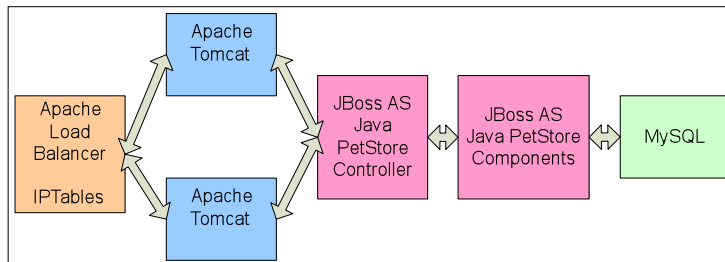 Apache
Load
Balancer
IPTables
Apache
Tomcat
Apache
Tomcat
JBoss AS
Java
PetStore
Controller
JBoss AS
Java PetStore
Components
MySQL